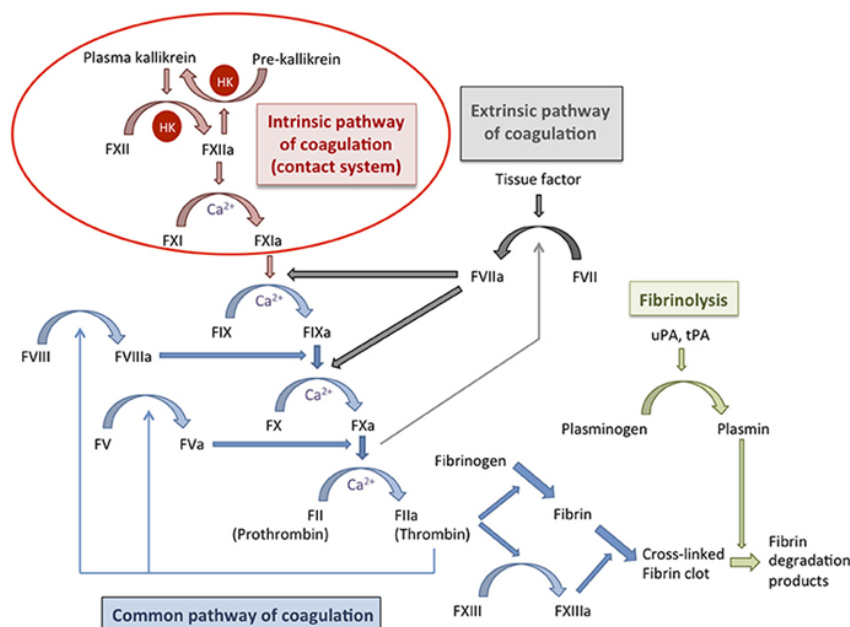 Plasma kallikrein
Pre-kallikrein
HK
HK
FXII
FXIIa
Intrinsic pathway
of coagulation
(contact system)
Extrinsic pathway
of coagulation
Tissue factor
Ca²⁺
FXI
FXIa
FVIIa
FVII
Ca²⁺
FIX
FIXa
Fibrinolysis
uPA, tPA
FVIII
FVIIIa
Ca²⁺
FX
FXa
Plasminogen
Plasmin
FV
FVa
Ca²⁺
FII
(Prothrombin)
FIIa
(Thrombin)
Fibrinogen
Fibrin
Cross-linked
Fibrin clot
Fibrin
degradation
products
FXIII
FXIIIa
Common pathway of coagulation